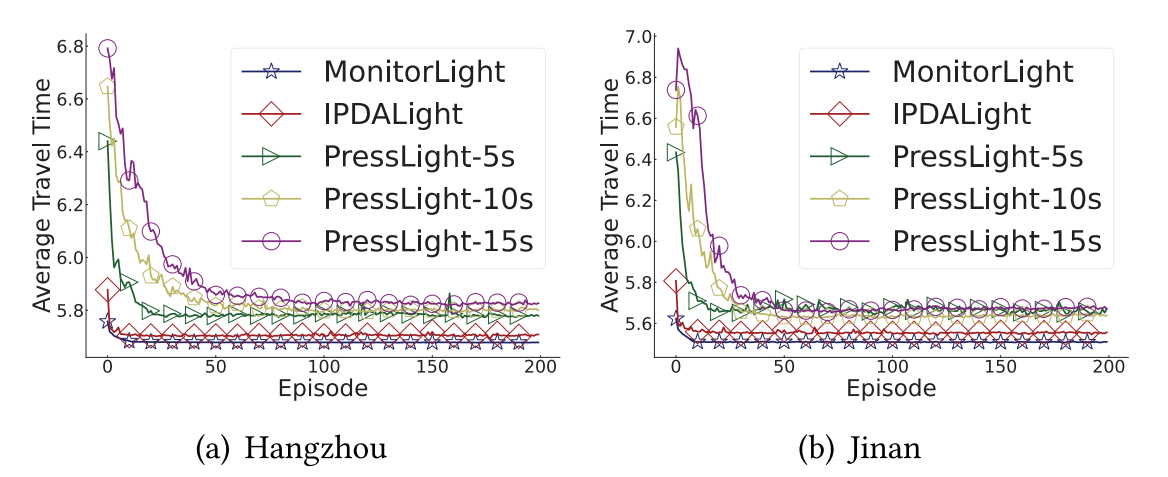 Average Travel Time
6.8
6.6
6.4
6.2
6.0
5.8
MonitorLight
IPDALight
PressLight-5s
PressLight-10s
PressLight-15s
0
50
100
150
200
Episode
(a) Hangzhou
Average Travel Time
7.0
6.8
6.6
6.4
6.2
6.0
5.8
5.6
MonitorLight
IPDALight
PressLight-5s
PressLight-10s
PressLight-15s
0
50
100
150
200
Episode
(b) Jinan